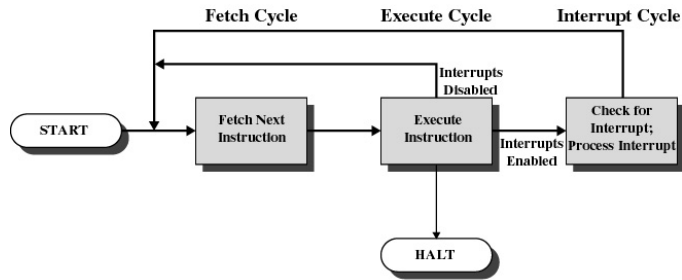 Fetch Cycle
Execute Cycle
Interrupt Cycle
Interrupts
Disabled
START
Fetch Next
Instruction
Execute
Instruction
Interrupts
Enabled
Check for
Interrupt;
Process Interrupt
HALT